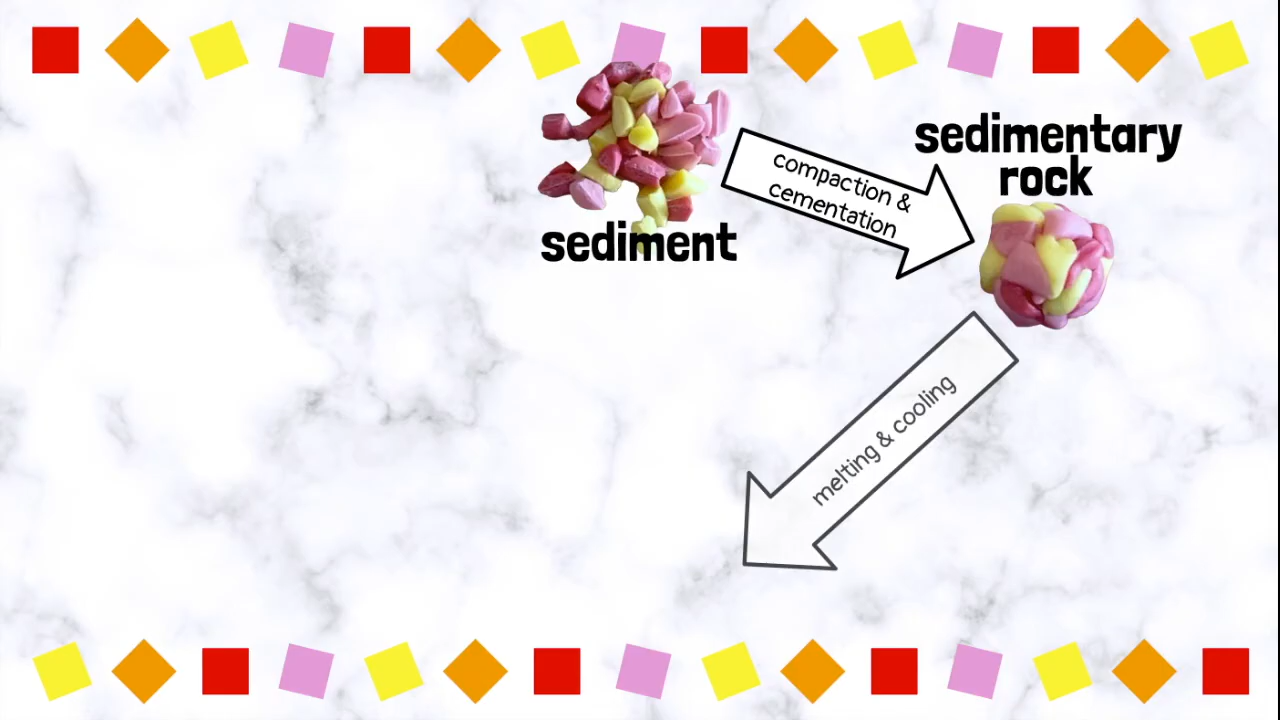 sediment
compaction &
cementation
sedimentary
rock
melting & cooling